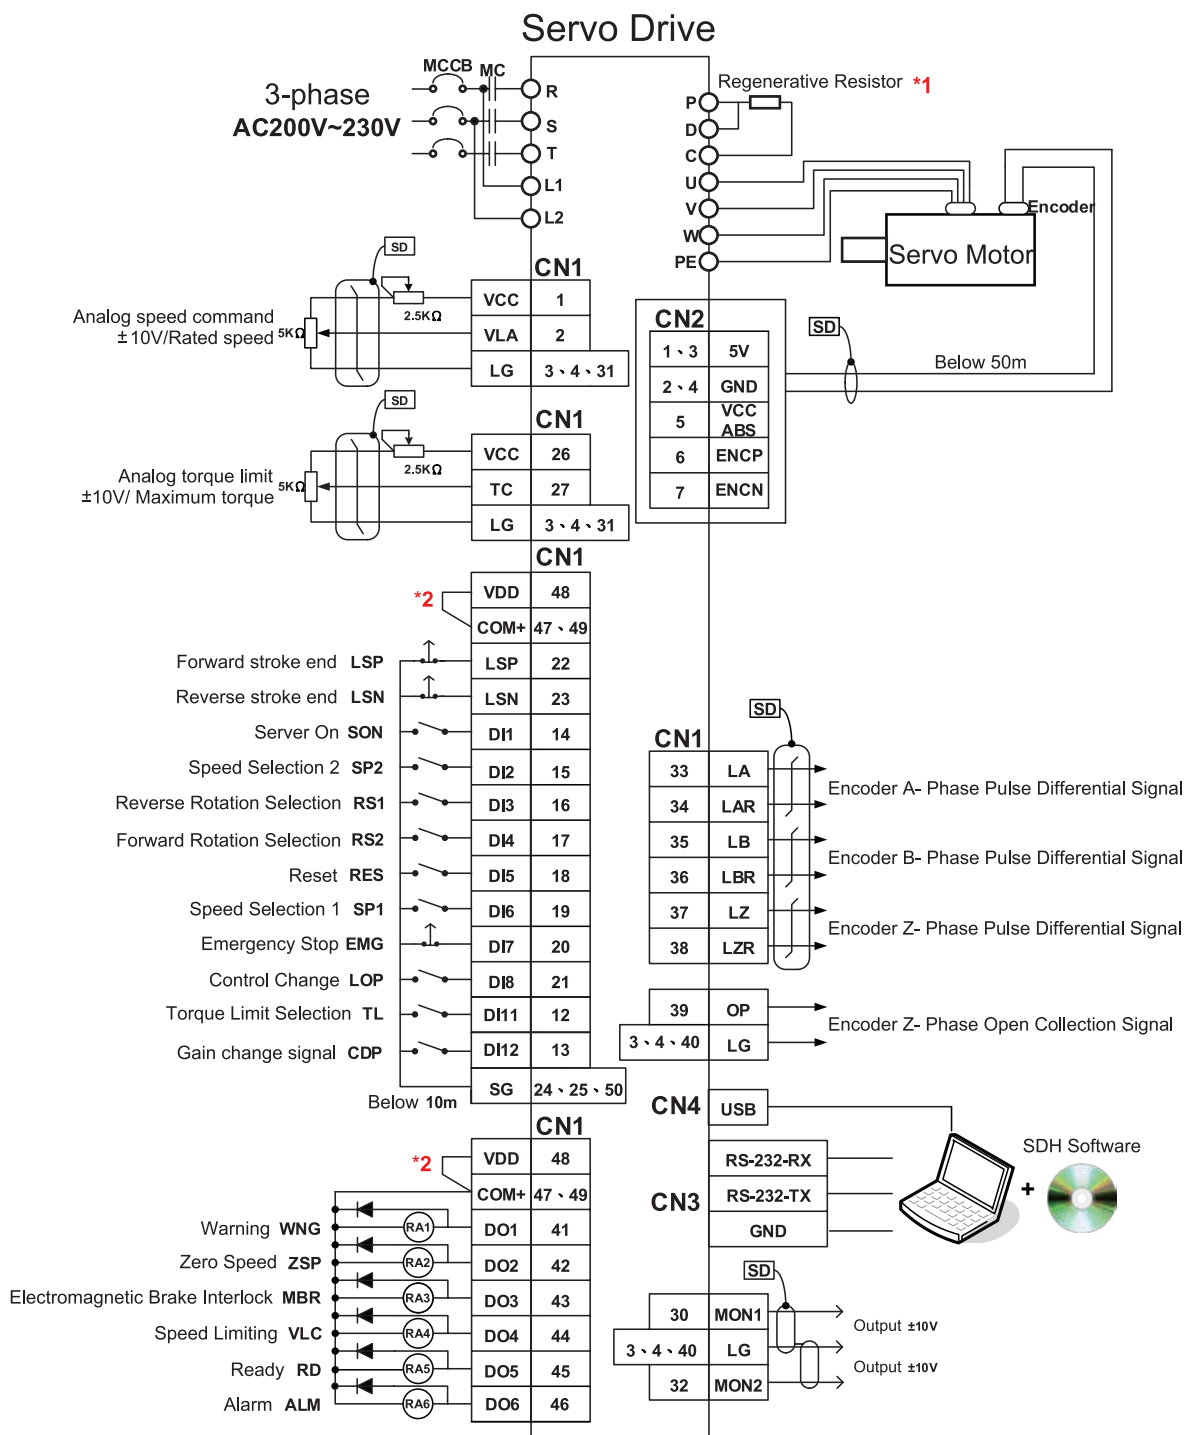 Servo Drive
MCCB MC
3-phase
AC200V~230V
R
S
T
L1
L2
Regenerative Resistor *1
P
D
C
U
V
W
PE
Encoder
Servo Motor
SD
CN1
Analog speed command
±10V/Rated speed
5KΩ
2.5KΩ
VCC 1
VLA 2
LG 3、4、31
CN2
1、3 5V
2、4 GND
5 VCC ABS
6 ENCP
7 ENCN
SD
Below 50m
SD
CN1
Analog torque limit
±10V/ Maximum torque
5KΩ
2.5KΩ
VCC 26
TC 27
LG 3、4、31
CN1
*2
VDD 48
COM+ 47、49
Forward stroke end LSP LSP 22
Reverse stroke end LSN LSN 23
Server On SON DI1 14
Speed Selection 2 SP2 DI2 15
Reverse Rotation Selection RS1 DI3 16
Forward Rotation Selection RS2 DI4 17
Reset RES DI5 18
Speed Selection 1 SP1 DI6 19
Emergency Stop EMG DI7 20
Control Change LOP DI8 21
Torque Limit Selection TL DI11 12
Gain change signal CDP DI12 13
SG 24、25、50
Below 10m
SD
CN1
33 LA
34 LAR
Encoder A- Phase Pulse Differential Signal
35 LB
36 LBR
Encoder B- Phase Pulse Differential Signal
37 LZ
38 LZR
Encoder Z- Phase Pulse Differential Signal
39 OP
3、4、40 LG
Encoder Z- Phase Open Collection Signal
CN4 USB
CN3
RS-232-RX
RS-232-TX
GND
SDH Software
+
CN1
*2
VDD 48
COM+ 47、49
Warning WNG RA1 DO1 41
Zero Speed ZSP RA2 DO2 42
Electromagnetic Brake Interlock MBR RA3 DO3 43
Speed Limiting VLC RA4 DO4 44
Ready RD RA5 DO5 45
Alarm ALM RA6 DO6 46
SD
30 MON1
3、4、40 LG
32 MON2
Output ±10V
Output ±10V